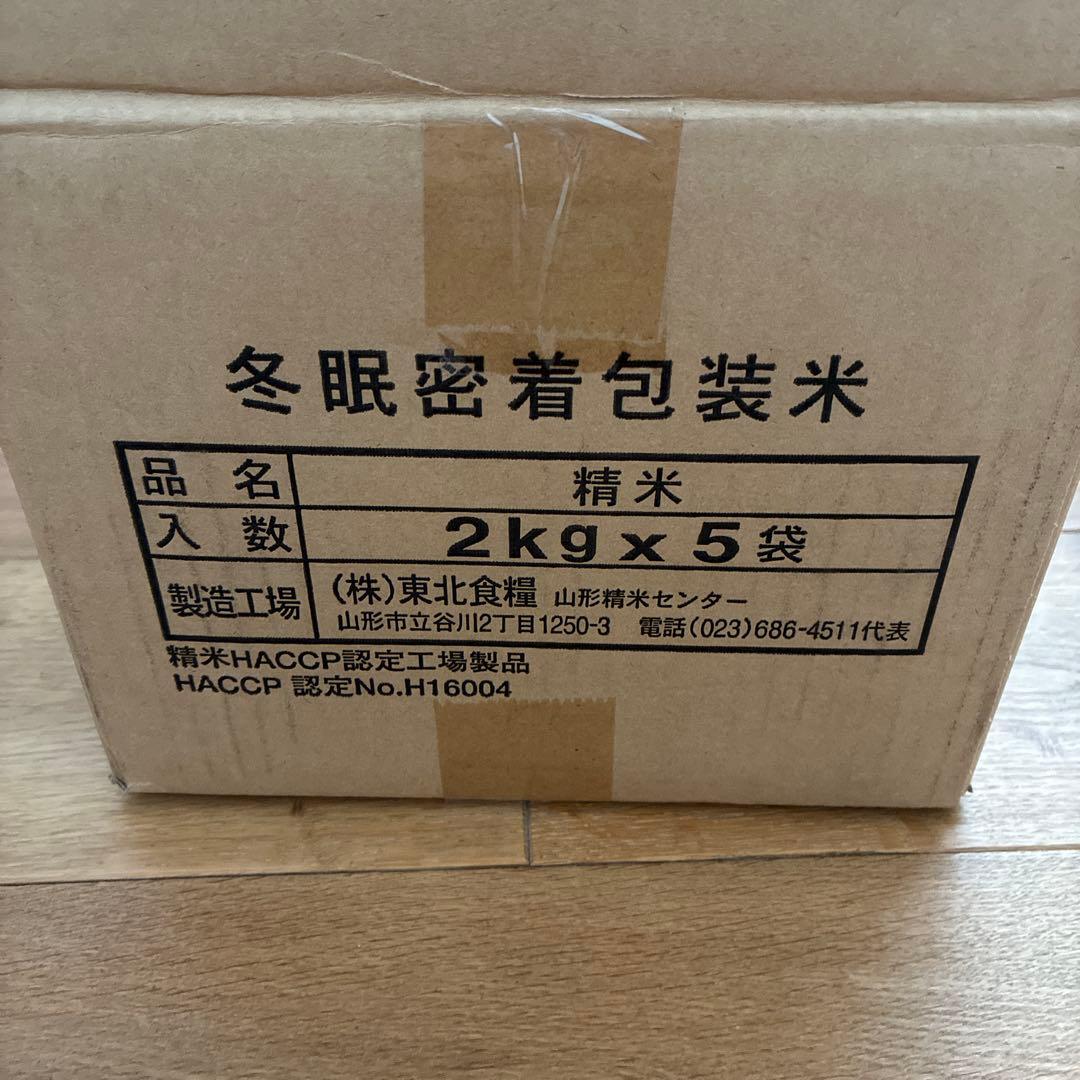 冬眠密着包装米
品名 精米
入数 2kg x 5袋
製造工場 (株)東北食糧 山形精米センター
山形市立谷川2丁目1250-3 電話(023)686-4511代表
精米HACCP認定工場製品
HACCP 認定No.H16004